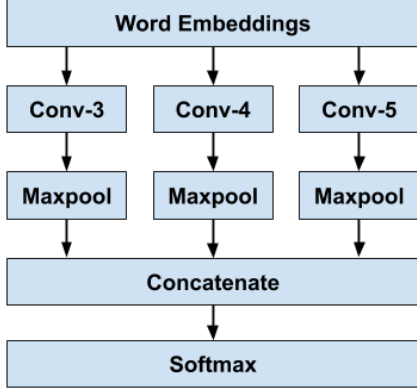 Word Embeddings
Conv-3 Conv-4 Conv-5
Maxpool Maxpool Maxpool
Concatenate
Softmax